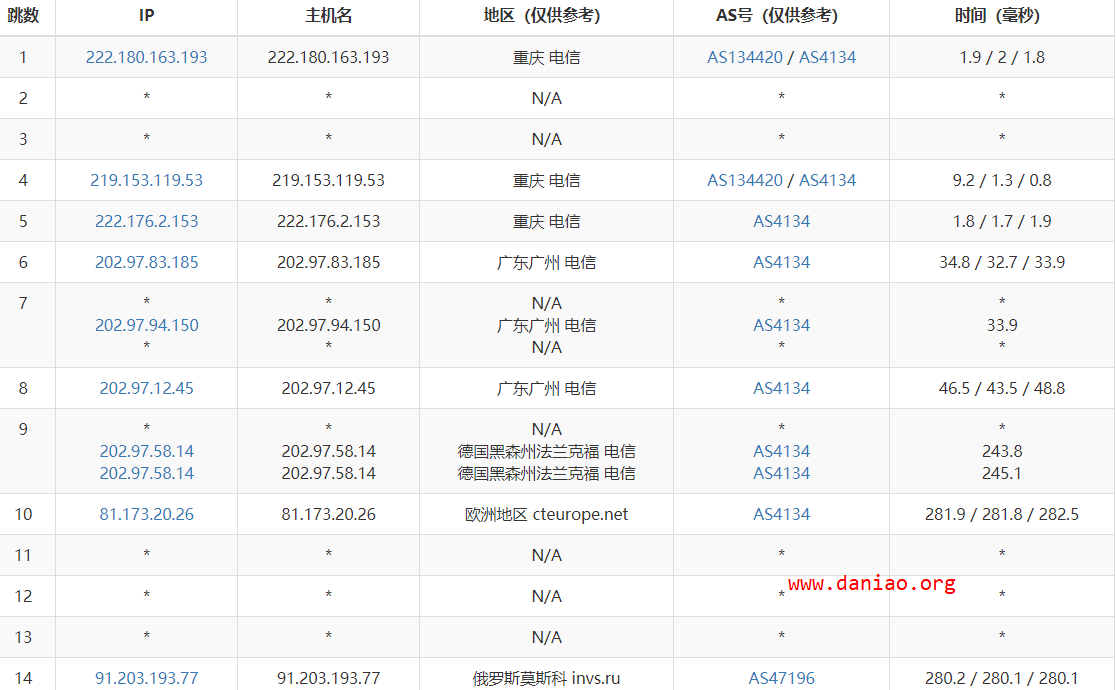 跳数 IP 主机名 地区（仅供参考） AS号（仅供参考） 时间（毫秒）
1 222.180.163.193 222.180.163.193 重庆 电信 AS134420 / AS4134 1.9 / 2 / 1.8
2 * * N/A * *
3 * * N/A * *
4 219.153.119.53 219.153.119.53 重庆 电信 AS134420 / AS4134 9.2 / 1.3 / 0.8
5 222.176.2.153 222.176.2.153 重庆 电信 AS4134 1.8 / 1.7 / 1.9
6 202.97.83.185 202.97.83.185 广东广州 电信 AS4134 34.8 / 32.7 / 33.9
7 * * N/A * *
202.97.94.150 202.97.94.150 广东广州 电信 AS4134 33.9
* * N/A * *
8 202.97.12.45 202.97.12.45 广东广州 电信 AS4134 46.5 / 43.5 / 48.8
9 * * N/A * *
202.97.58.14 202.97.58.14 德国黑森州法兰克福 电信 AS4134 243.8
202.97.58.14 202.97.58.14 德国黑森州法兰克福 电信 AS4134 245.1
10 81.173.20.26 81.173.20.26 欧洲地区 cteurope.net AS4134 281.9 / 281.8 / 282.5
11 * * N/A * *
www.daniao.org
12 * * N/A * *
13 * * N/A * *
14 91.203.193.77 91.203.193.77 俄罗斯莫斯科 invs.ru AS47196 280.2 / 280.1 / 280.1